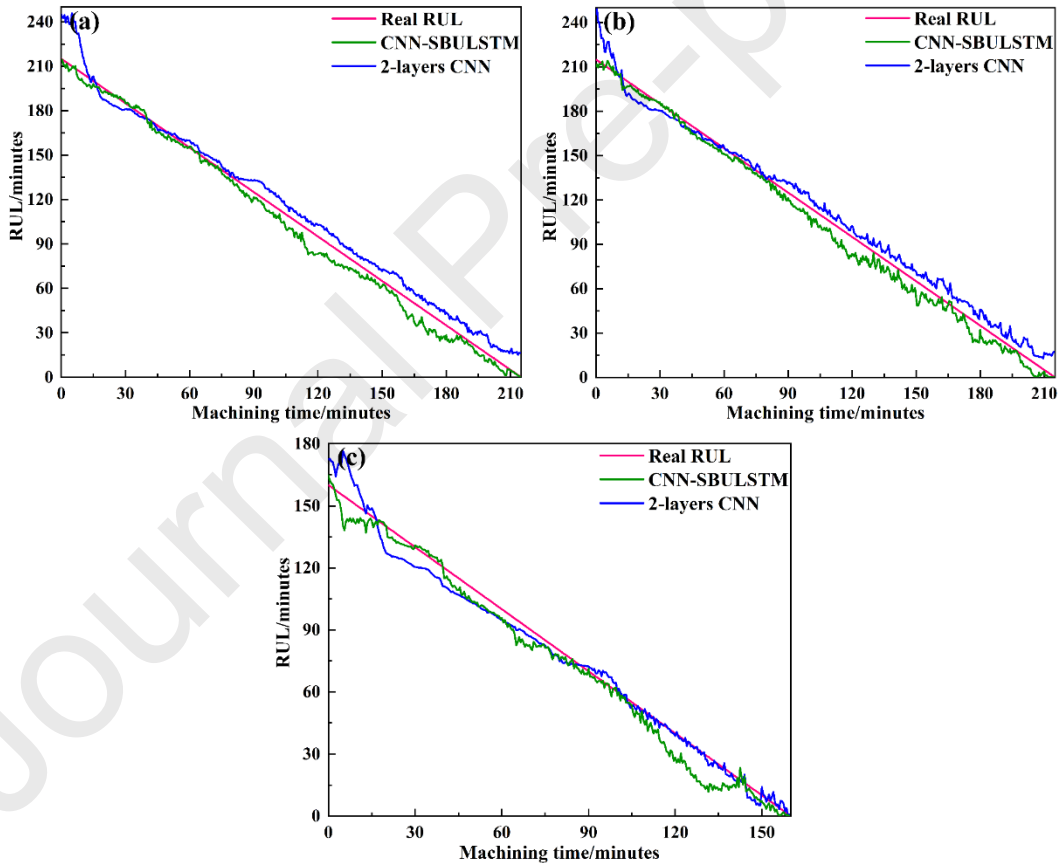 (a)
Real RUL
CNN-SBULSTM
2-layers CNN
240
210
180
150
120
90
60
30
0
RUL/minutes
0 30 60 90 120 150 180 210
Machining time/minutes
(b)
Real RUL
CNN-SBULSTM
2-layers CNN
240
210
180
150
120
90
60
30
0
RUL/minutes
0 30 60 90 120 150 180 210
Machining time/minutes
(c)
Real RUL
CNN-SBULSTM
2-layers CNN
180
150
120
90
60
30
0
RUL/minutes
0 30 60 90 120 150
Machining time/minutes
Journal Pre-p